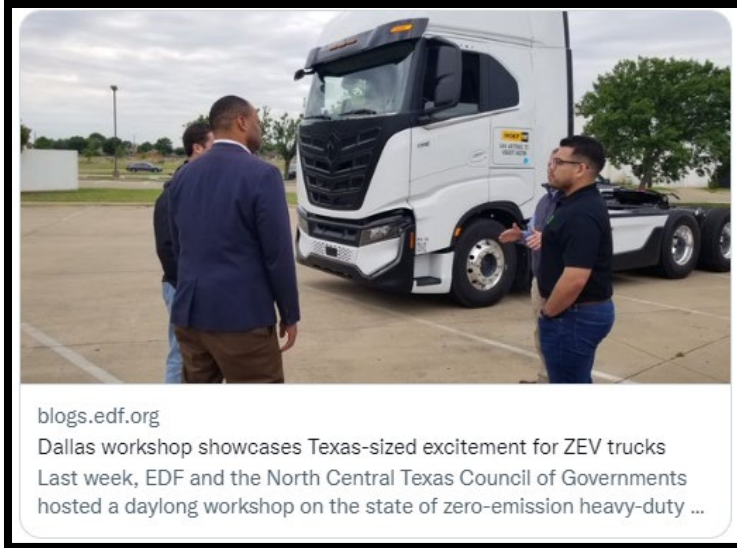 blogs.edf.org
Dallas workshop showcases Texas-sized excitement for ZEV trucks
Last week, EDF and the North Central Texas Council of Governments
hosted a daylong workshop on the state of zero-emission heavy-duty ...